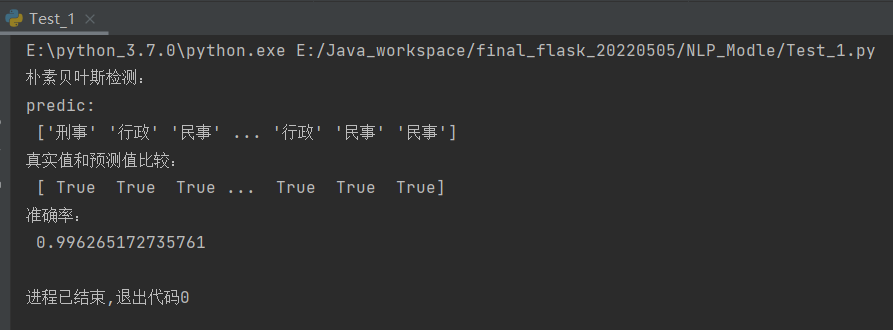 Test_1
E:\python_3.7.0\python.exe E:/Java_workspace/final_flask_20220505/NLP_Modle/Test_1.py
朴素贝叶斯检测:
predic:
['刑事' '行政' '民事' ... '行政' '民事' '民事']
真实值和预测值比较:
[ True  True  True ...  True  True  True]
准确率:
0.996265172735761
进程已结束,退出代码0